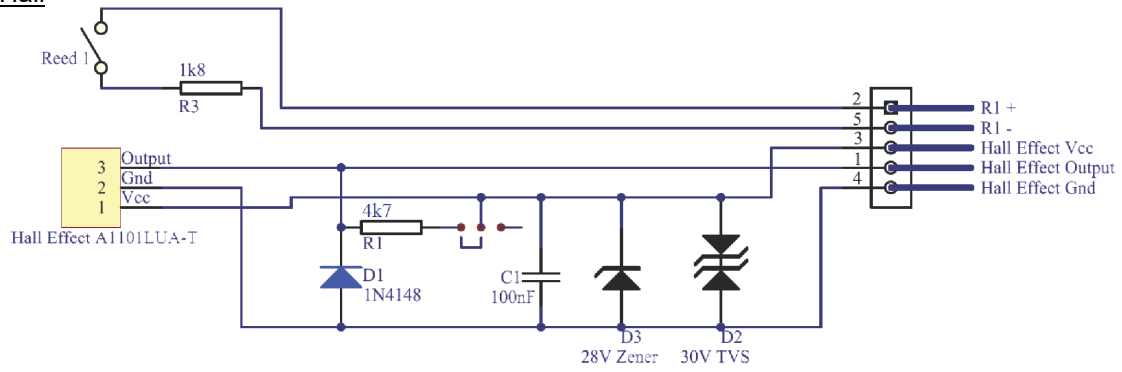 Reed 1
1k8
R3
2
R1 +
5
R1 -
3
Hall Effect Vcc
1
Hall Effect Output
4
Hall Effect Gnd
3
Output
2
Gnd
1
Vcc
Hall Effect A1101LUA-T
4k7
R1
D1
1N4148
C1
100nF
D3
28V Zener
D2
30V TVS